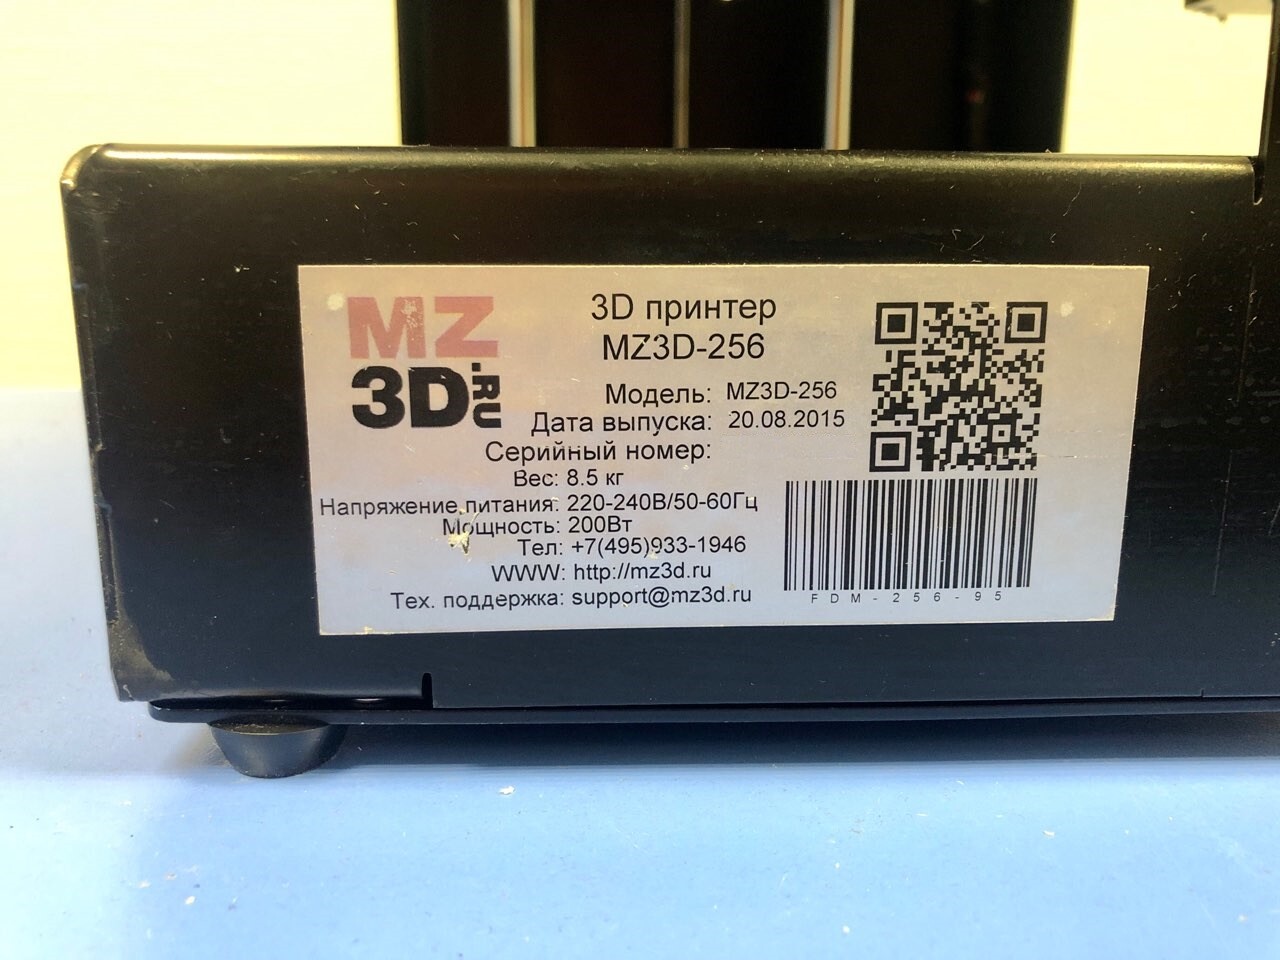 MZ
3D.RU
3D принтер
MZ3D-256
Модель: MZ3D-256
Дата выпуска: 20.08.2015
Серийный номер:
Вес: 8.5 кг
Напряжение питания: 220-240В/50-60Гц
Мощность: 200Вт
Тел: +7(495)933-1946
WWW: http://mz3d.ru
Тех. поддержка: support@mz3d.ru
FDM-256-95